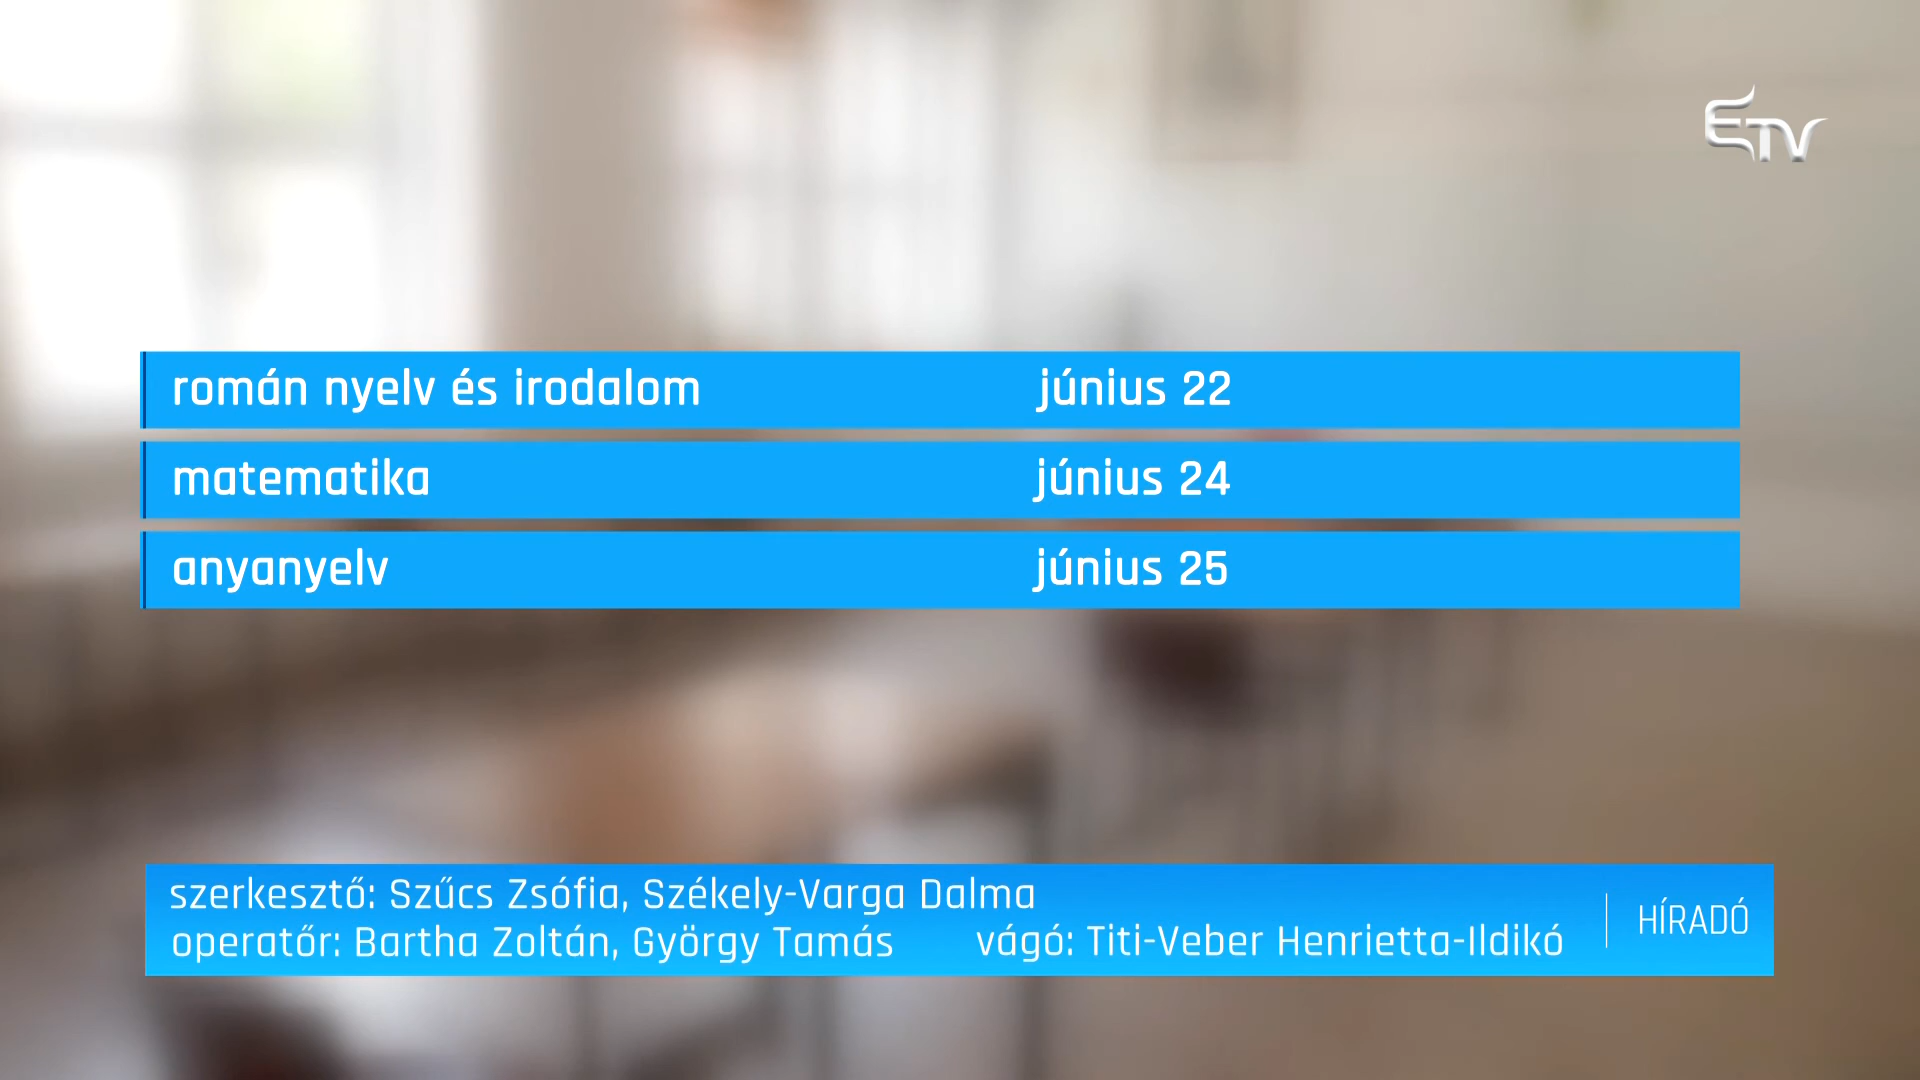 ETV
román nyelv és irodalom június 22
matematika június 24
anyanyelv június 25
szerkesztő: Szűcs Zsófia, Székely-Varga Dalma
operatőr: Bartha Zoltán, György Tamás vágó: Titi-Veber Henrietta-Ildikó
HÍRADÓ